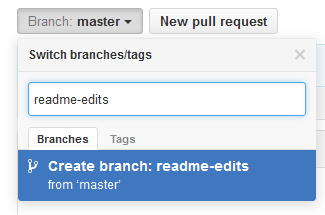 Branch: master New pull request
Switch branches/tags
readme-edits
Branches Tags
Create branch: readme-edits
from ‘master’